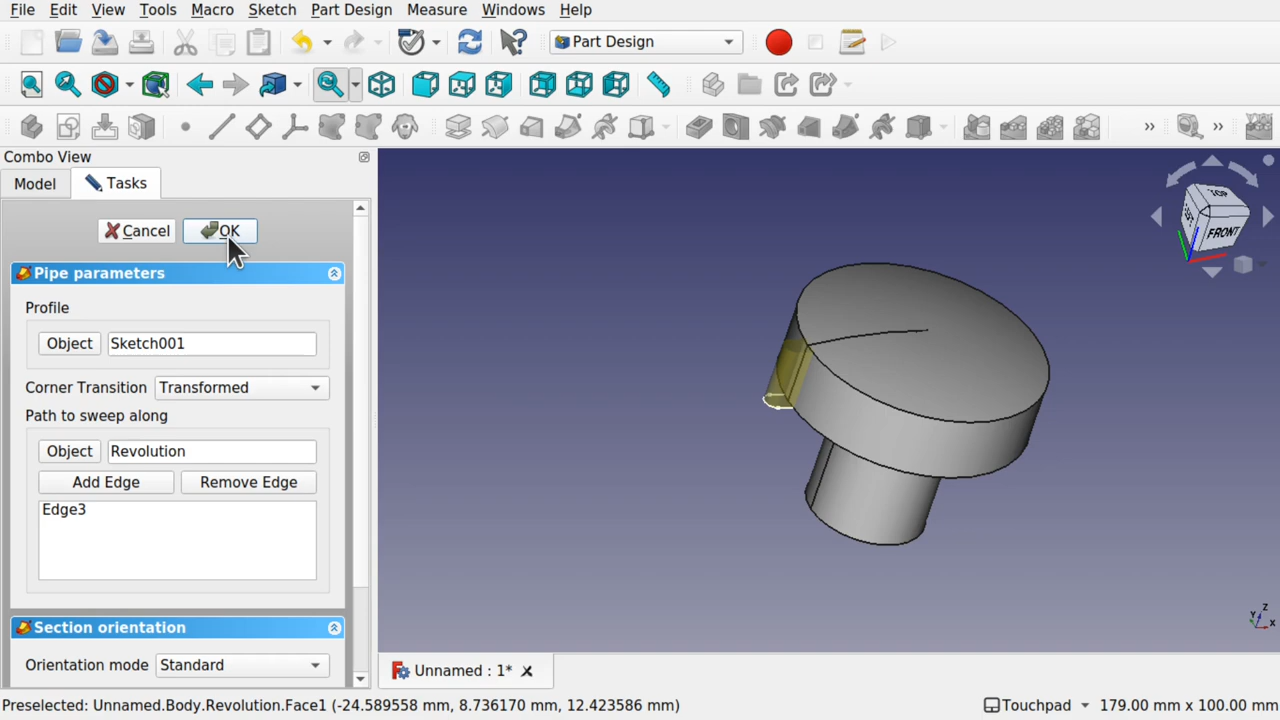 File Edit View Tools Macro Sketch Part Design Measure Windows Help
Part Design
Combo View
Model Tasks
Cancel OK
Pipe parameters
Profile
Object Sketch001
Corner Transition Transformed
Path to sweep along
Object Revolution
Add Edge Remove Edge
Edge3
Section orientation
Orientation mode Standard
TOP
FRONT
Z
Y
X
Unnamed : 1*
Preselected: Unnamed.Body.Revolution.Face1 (-24.589558 mm, 8.736170 mm, 12.423586 mm) Touchpad 179.00 mm x 100.00 mm